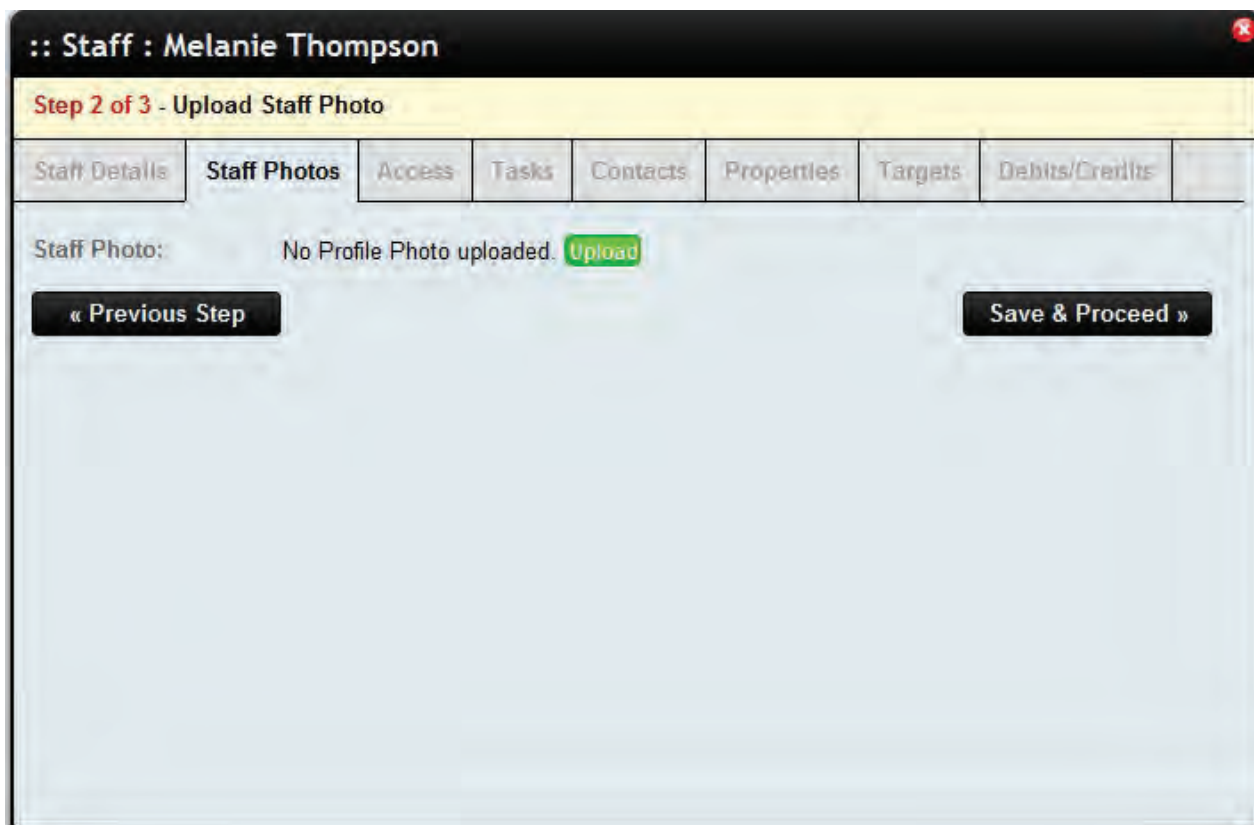 :: Staff : Melanie Thompson
Step 2 of 3 - Upload Staff Photo
Staff Details Staff Photos Access Tasks Contacts Properties Targets Debits/Credits
Staff Photo: No Profile Photo uploaded. Upload
« Previous Step Save & Proceed »